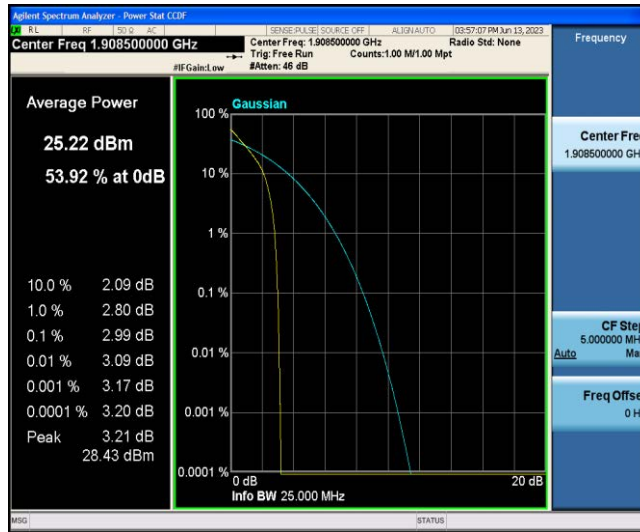 Agilent Spectrum Analyzer - Power Stat CCDF
RL RF 50 Ω AC SENSE:PULSE SOURCE OFF ALIGN AUTO 03:57:07 PM Jun 13, 2023
Center Freq 1.908500000 GHz
Center Freq: 1.908500000 GHz Radio Std: None
Trig: Free Run Counts:1.00 M/1.00 Mpt
#IFGain:Low #Atten: 46 dB
Frequency
Average Power
25.22 dBm
53.92 % at 0dB
10.0 % 2.09 dB
1.0 % 2.80 dB
0.1 % 2.99 dB
0.01 % 3.09 dB
0.001 % 3.17 dB
0.0001 % 3.20 dB
Peak 3.21 dB
28.43 dBm
Gaussian
100 %
10 %
1 %
0.1 %
0.01 %
0.001 %
0.0001 %
0 dB 20 dB
Info BW 25.000 MHz
Center Fre
1.908500000 GH
CF Step
5.000000 MH
Auto Ma
Freq Offse
0 H
MSG STATUS